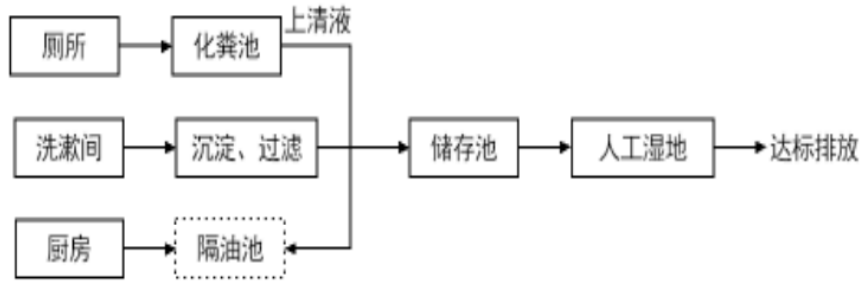 厕所
化粪池
上清液
洗漱间
沉淀、过滤
储存池
人工湿地
达标排放
厨房
隔油池